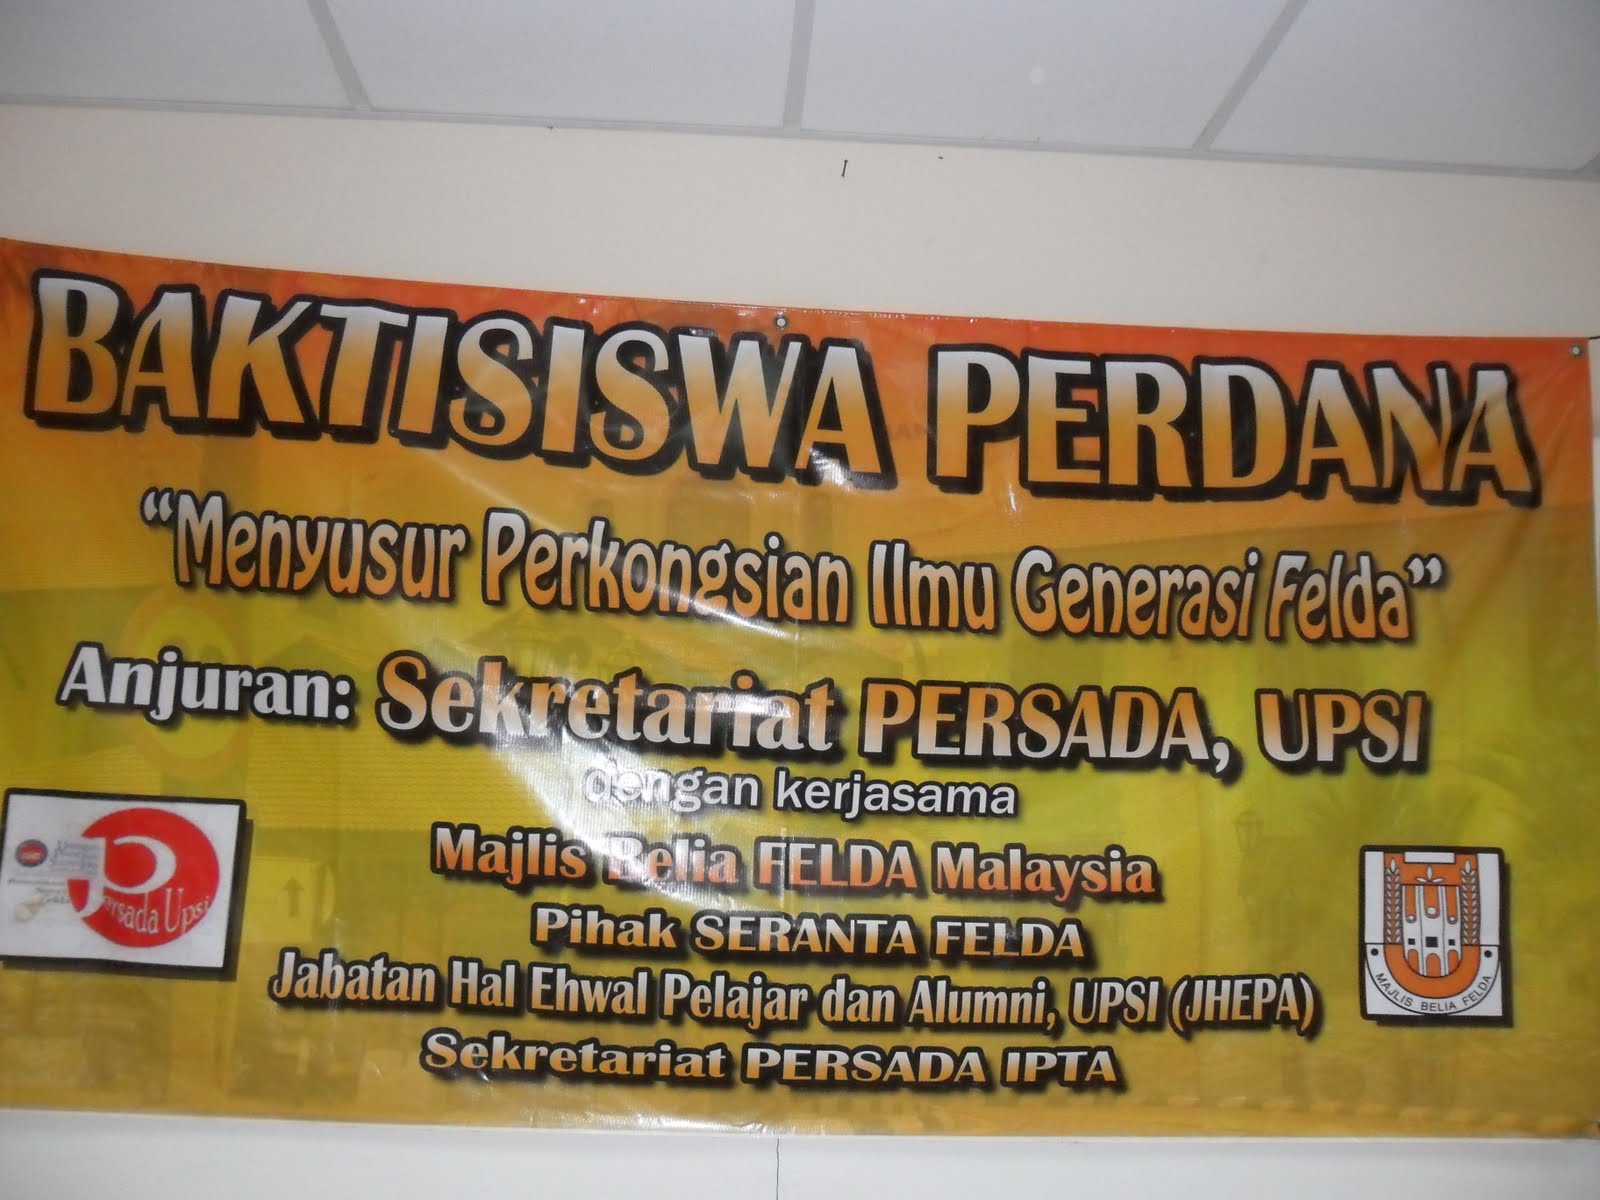 BAKTISISWA PERDANA
“Menyusur Perkongsian Ilmu Generasi Felda”
Anjuran: Sekretariat PERSADA, UPSI
dengan kerjasama
Majlis Belia FELDA Malaysia
Pihak SERANTA FELDA
Jabatan Hal Ehwal Pelajar dan Alumni, UPSI (JHEPA)
Sekretariat PERSADA IPTA
Persada Upsi
MAJLIS BELIA FELDA